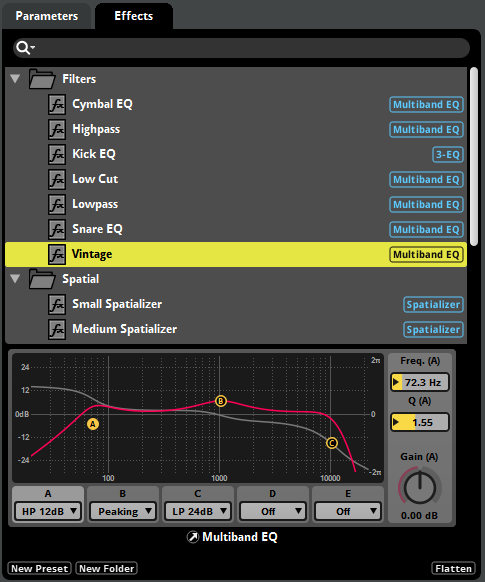 Parameters Effects
Filters
Cymbal EQ Multiband EQ
Highpass Multiband EQ
Kick EQ 3-EQ
Low Cut Multiband EQ
Lowpass Multiband EQ
Snare EQ Multiband EQ
Vintage Multiband EQ
Spatial
Small Spatializer Spatializer
Medium Spatializer Spatializer
24 2π
12
0dB 0
-12
-24 -2π
100 1000 10000
A B C
Freq. (A)
72.3 Hz
Q (A)
1.55
Gain (A)
0.00 dB
A B C D E
HP 12dB Peaking LP 24dB Off Off
Multiband EQ
New Preset New Folder Flatten